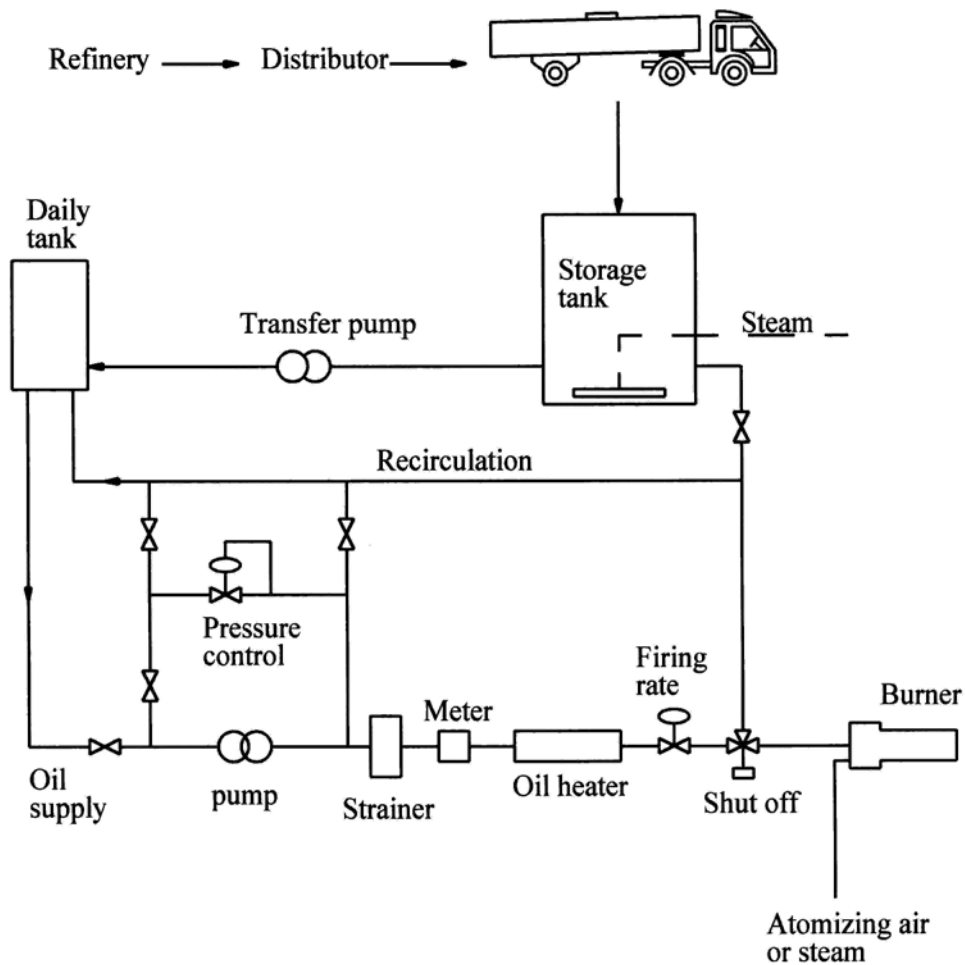 Refinery
Distributor
Daily
tank
Storage
tank
Transfer pump
Steam
Recirculation
Pressure
control
Firing
rate
Burner
Meter
Oil
supply
pump
Strainer
Oil heater
Shut off
Atomizing air
or steam